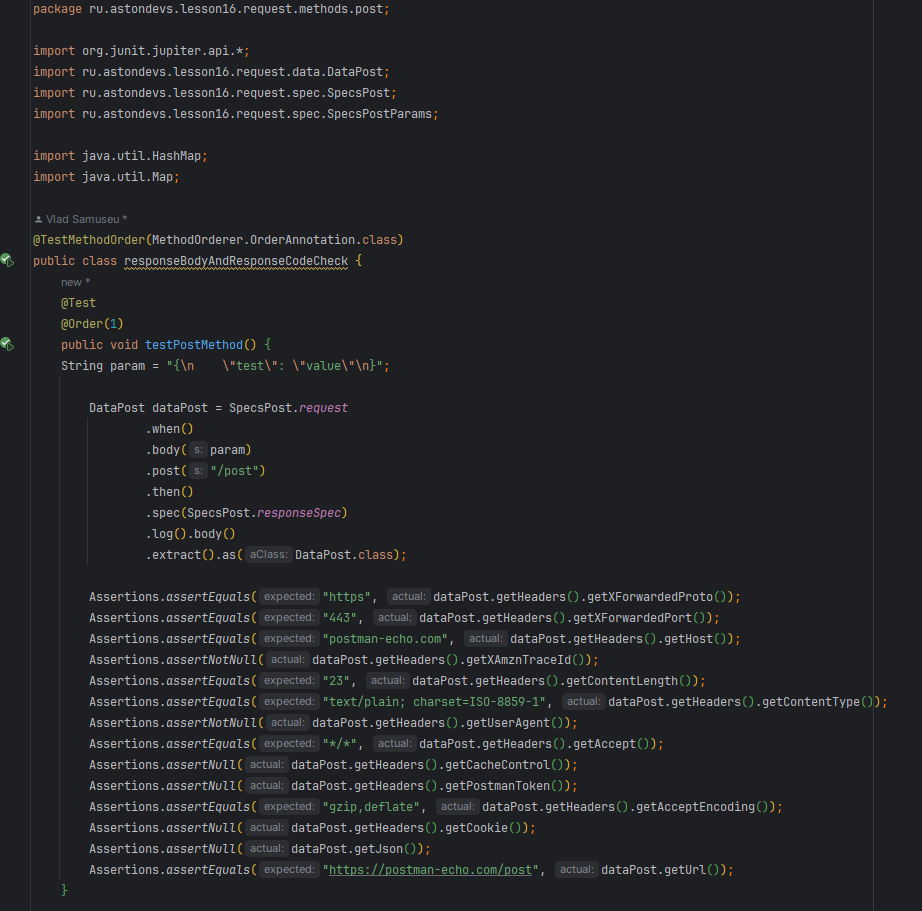 package ru.astondevs.lesson16.request.methods.post;
import org.junit.jupiter.api.*;
import ru.astondevs.lesson16.request.data.DataPost;
import ru.astondevs.lesson16.request.spec.SpecsPost;
import ru.astondevs.lesson16.request.spec.SpecsPostParams;
import java.util.HashMap;
import java.util.Map;
Vlad Samuseu *
@TestMethodOrder(MethodOrderer.OrderAnnotation.class)
public class responseBodyAndResponseCodeCheck {
new *
@Test
@Order(1)
public void testPostMethod() {
String param = "{\n    \"test\": \"value\"\n}";
DataPost dataPost = SpecsPost.request
.when()
.body( s: param)
.post( s: "/post")
.then()
.spec(SpecsPost.responseSpec)
.log().body()
.extract().as( aClass: DataPost.class);
Assertions.assertEquals( expected: "https", actual: dataPost.getHeaders().getXForwardedProto());
Assertions.assertEquals( expected: "443", actual: dataPost.getHeaders().getXForwardedPort());
Assertions.assertEquals( expected: "postman-echo.com", actual: dataPost.getHeaders().getHost());
Assertions.assertNotNull( actual: dataPost.getHeaders().getXAmznTraceId());
Assertions.assertEquals( expected: "23", actual: dataPost.getHeaders().getContentLength());
Assertions.assertEquals( expected: "text/plain; charset=ISO-8859-1", actual: dataPost.getHeaders().getContentType());
Assertions.assertNotNull( actual: dataPost.getHeaders().getUserAgent());
Assertions.assertEquals( expected: "*/*", actual: dataPost.getHeaders().getAccept());
Assertions.assertNull( actual: dataPost.getHeaders().getCacheControl());
Assertions.assertNull( actual: dataPost.getHeaders().getPostmanToken());
Assertions.assertEquals( expected: "gzip,deflate", actual: dataPost.getHeaders().getAcceptEncoding());
Assertions.assertNull( actual: dataPost.getHeaders().getCookie());
Assertions.assertNull( actual: dataPost.getJson());
Assertions.assertEquals( expected: "https://postman-echo.com/post", actual: dataPost.getUrl());
}